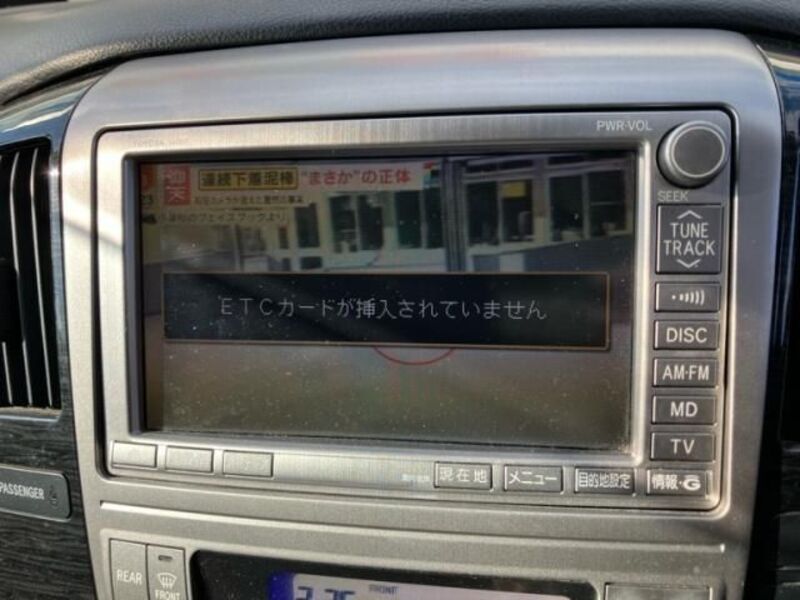 PWR·VOL
SEEK
TUNE
TRACK
連続下着泥棒 "まさか"の正体
ETCカードが挿入されていません
DISC
AM·FM
MD
TV
現在地
メニュー
目的地設定
情報·G
PASSENGER
REAR
FRONT
FRONT